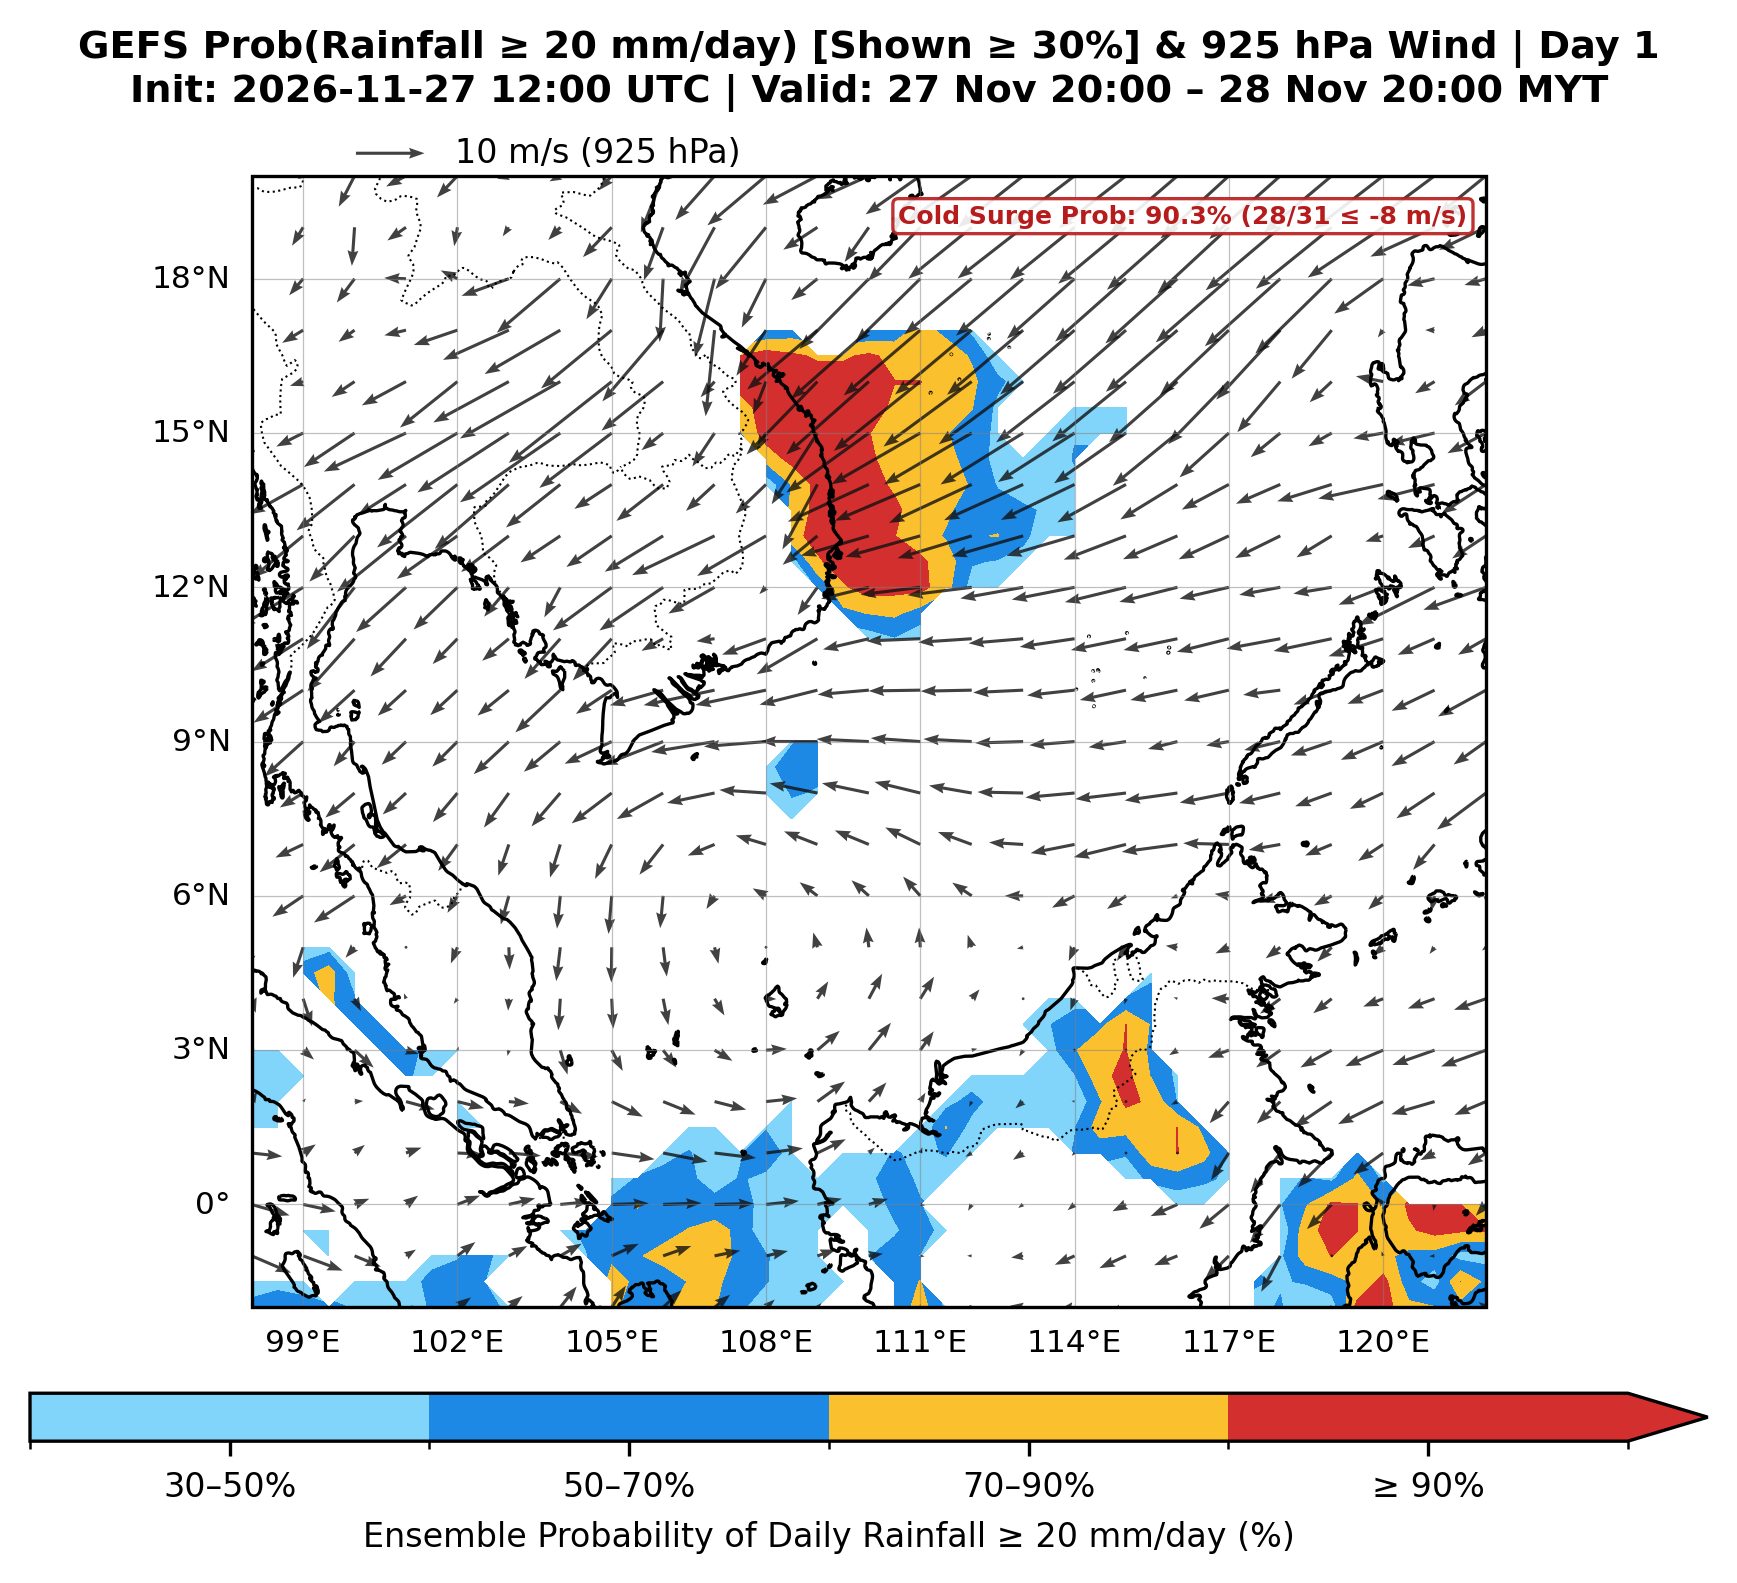 GEFS Prob(Rainfall ≥ 20 mm/day) [Shown ≥ 30%] & 925 hPa Wind | Day 1
Init: 2026-11-27 12:00 UTC | Valid: 27 Nov 20:00 – 28 Nov 20:00 MYT
10 m/s (925 hPa)
Cold Surge Prob: 90.3% (28/31 ≤ -8 m/s)
18°N
15°N
12°N
9°N
6°N
3°N
0°
99°E 102°E 105°E 108°E 111°E 114°E 117°E 120°E
30–50% 50–70% 70–90% ≥ 90%
Ensemble Probability of Daily Rainfall ≥ 20 mm/day (%)